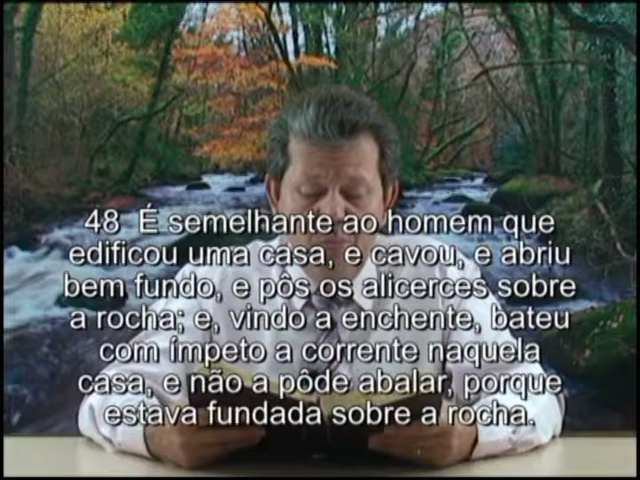 48 É semelhante ao homem que
edificou uma casa, e cavou, e abriu
bem fundo, e pôs os alicerces sobre
a rocha; e, vindo a enchente, bateu
com ímpeto a corrente naquela
casa, e não a pôde abalar, porque
estava fundada sobre a rocha.